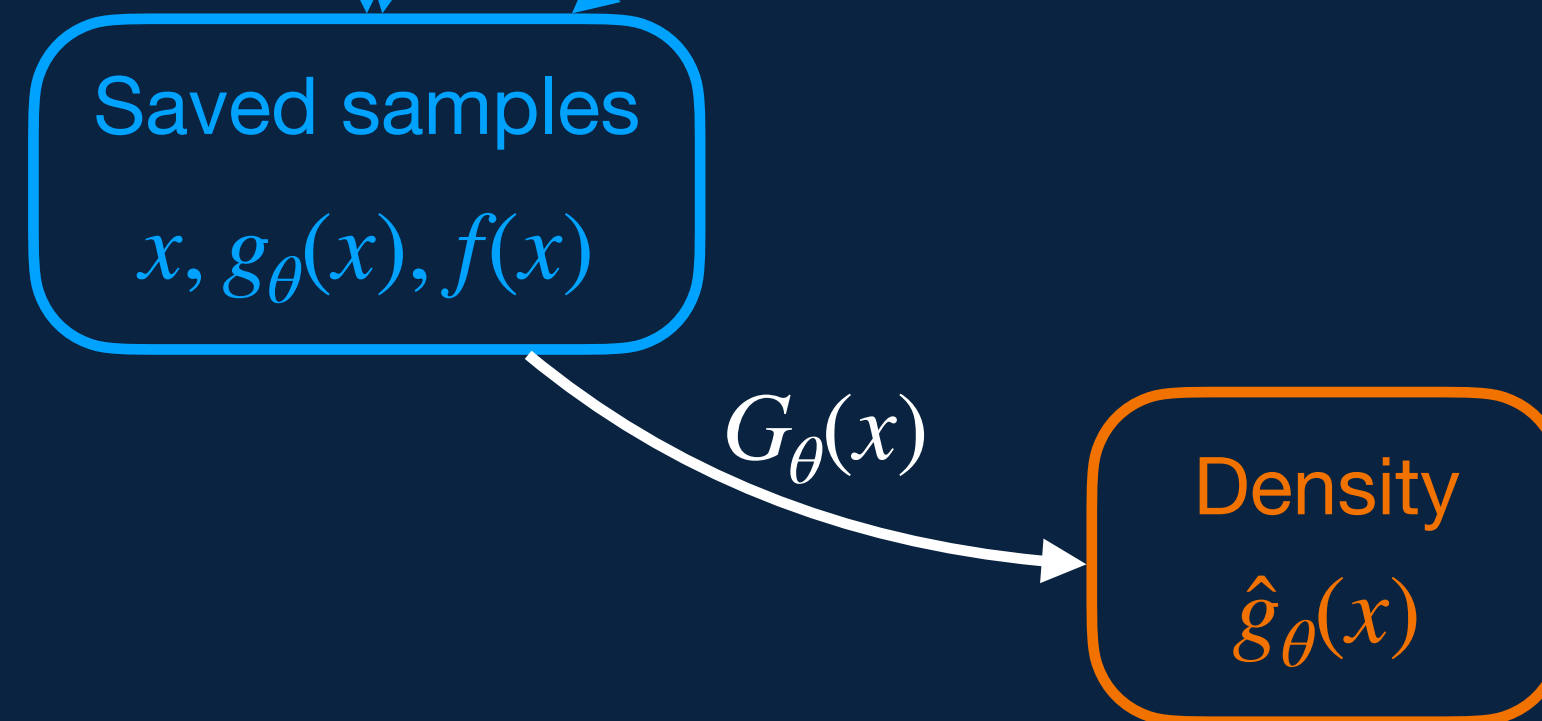 Saved samples
x, g_θ(x), f(x)
G_θ(x)
Density
ĝ_θ(x)